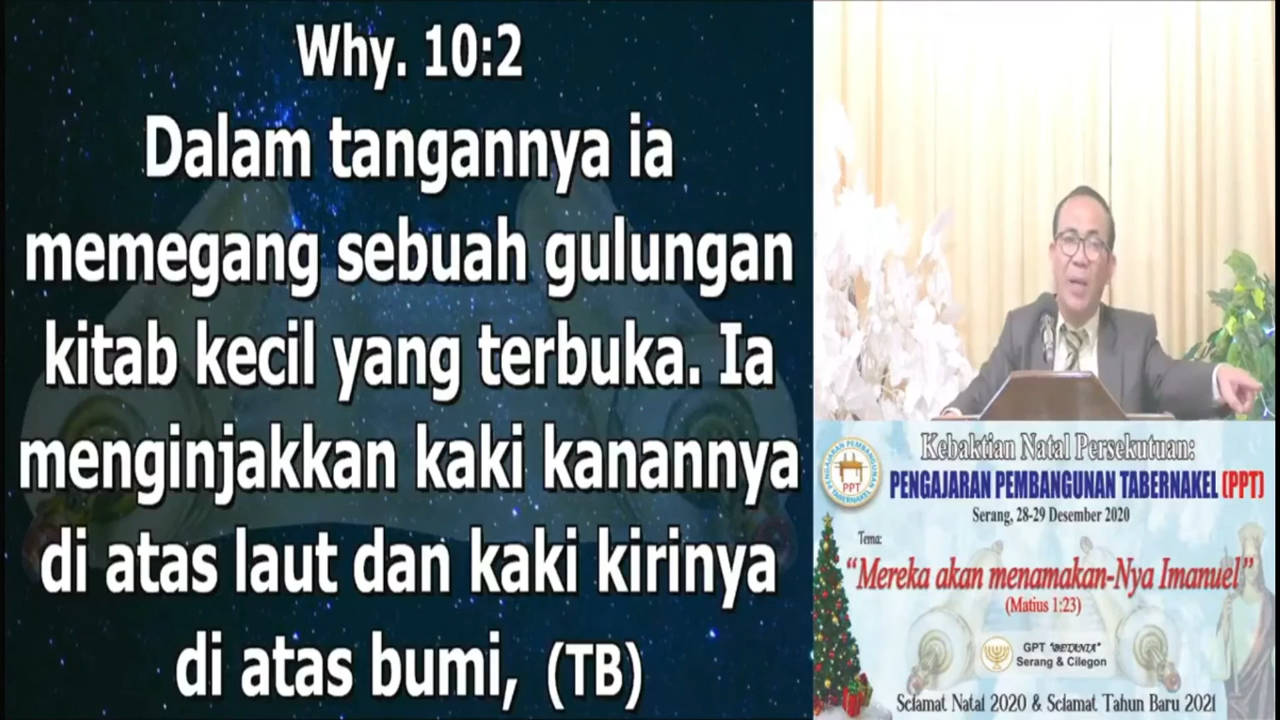 Why. 10:2
Dalam tangannya ia
memegang sebuah gulungan
kitab kecil yang terbuka. Ia
menginjakkan kaki kanannya
di atas laut dan kaki kirinya
di atas bumi, (TB)
PENGAJARAN PEMBANGUNAN
PPT
TABERNAKEL
Kebaktian Natal Persekutuan:
PENGAJARAN PEMBANGUNAN TABERNAKEL (PPT)
Serang, 28-29 Desember 2020
Tema:
“Mereka akan menamakan-Nya Imanuel”
(Matius 1:23)
GPT "BETANIA"
Serang & Cilegon
Selamat Natal 2020 & Selamat Tahun Baru 2021